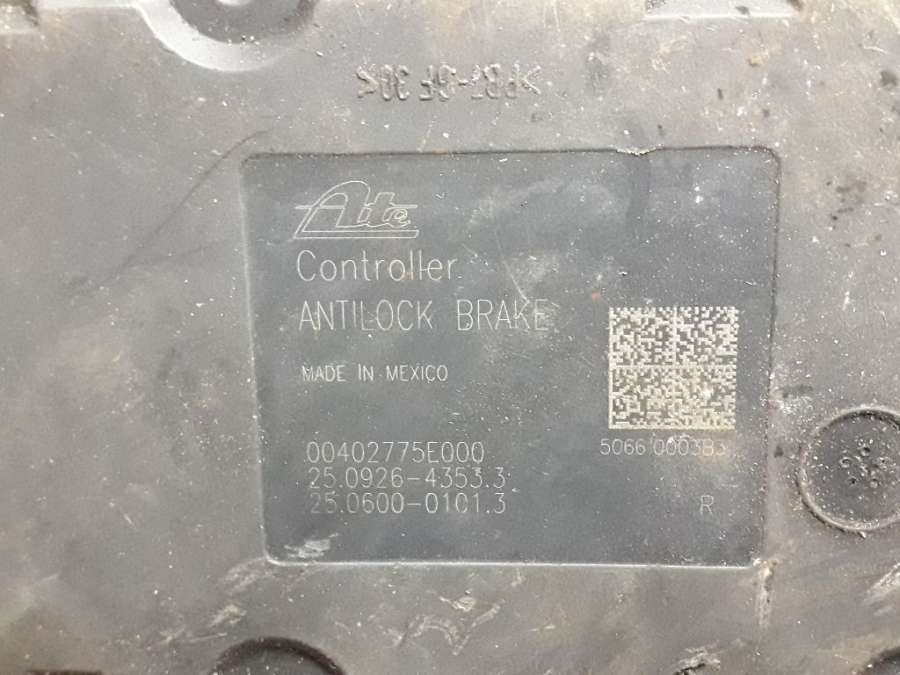 >PBT-GF 30<
Ate
Controller
ANTILOCK BRAKE
MADE IN MEXICO
00402775E000
25.0926-4353.3
25.0600-0101.3
5066 0003B3
R